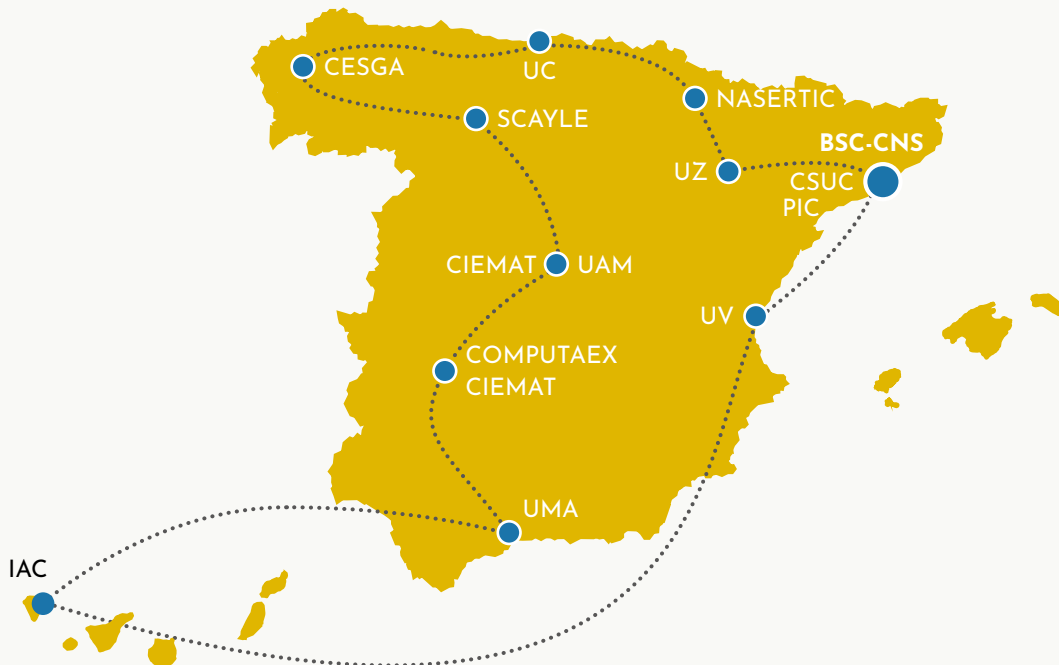 CESGA
UC
SCAYLE
NASERTIC
BSC-CNS
UZ
CSUC
PIC
CIEMAT
UAM
UV
COMPUTAEX
CIEMAT
UMA
IAC